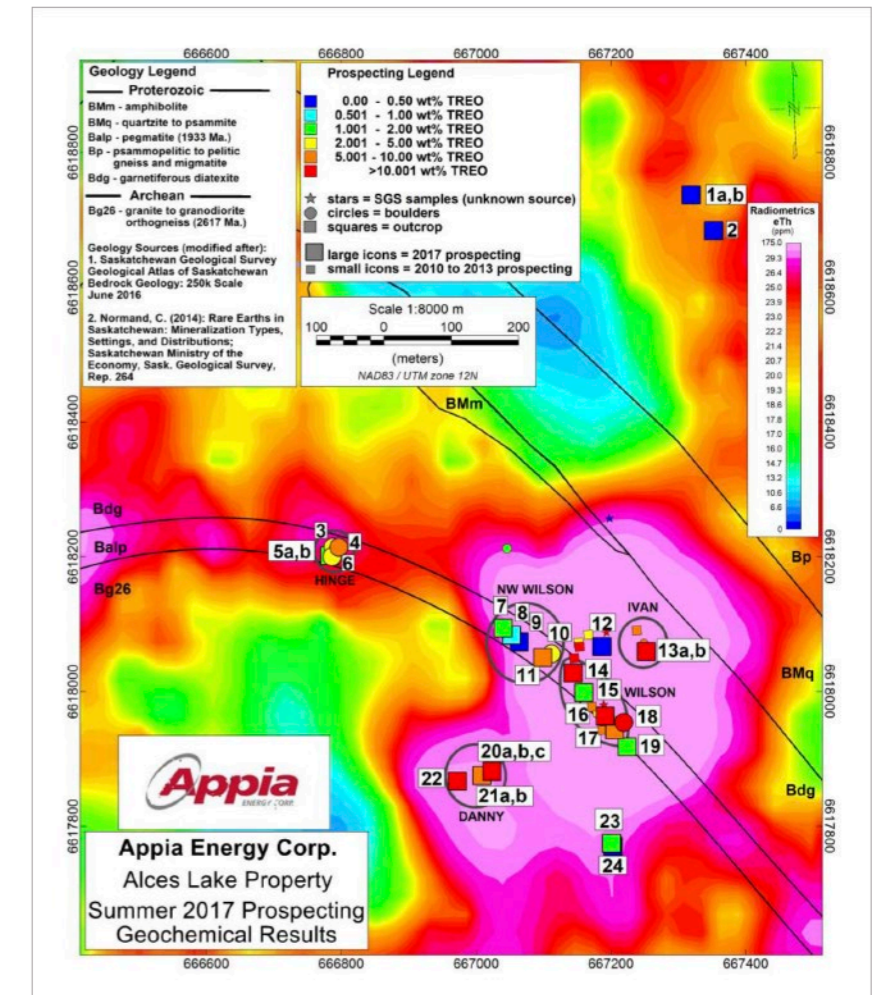 666600 666800 667000 667200 667400
Geology Legend
Proterozoic
BMm - amphibolite
BMq - quartzite to psammite
Balp - pegmatite (1933 Ma.)
Bp - psammopelitic to pelitic
gneiss and migmatite
Bdg - garnetiferous diatexite
Archean
Bg26 - granite to granodiorite
orthogneiss (2617 Ma.)
Geology Sources (modified after):
1. Saskatchewan Geological Survey
Geological Atlas of Saskatchewan
Bedrock Geology: 250k Scale
June 2016
2. Normand, C. (2014): Rare Earths in
Saskatchewan: Mineralization Types,
Settings, and Distributions;
Saskatchewan Ministry of the
Economy, Sask. Geological Survey,
Rep. 264
Prospecting Legend
0.00 - 0.50 wt% TREO
0.501 - 1.00 wt% TREO
1.001 - 2.00 wt% TREO
2.001 - 5.00 wt% TREO
5.001 - 10.00 wt% TREO
>10.001 wt% TREO
stars = SGS samples (unknown source)
circles = boulders
squares = outcrop
large icons = 2017 prospecting
small icons = 2010 to 2013 prospecting
Scale 1:8000 m
100 0 100 200
(meters)
NAD83 / UTM zone 12N
Radiometrics
eTh
(ppm)
175.0
29.3
26.4
25.0
23.9
23.0
22.2
21.4
20.7
20.0
19.3
18.6
17.8
17.0
16.0
14.7
13.2
10.6
6.6
0
6618800
6618600
6618400
6618200
6618000
6617800
6618800
6618600
6618400
6618200
6618000
6617800
1a,b
2
BMm
Bdg
Balp
Bg26
3
4
5a,b
6
HINGE
Bp
NW WILSON
IVAN
7
8
9
10
11
12
13a,b
BMq
14
15
WILSON
16
17
18
19
Bdg
20a,b,c
22
21a,b
DANNY
23
24
Appia
ENERGY CORP.
Appia Energy Corp.
Alces Lake Property
Summer 2017 Prospecting
Geochemical Results
666600 666800 667000 667200 667400